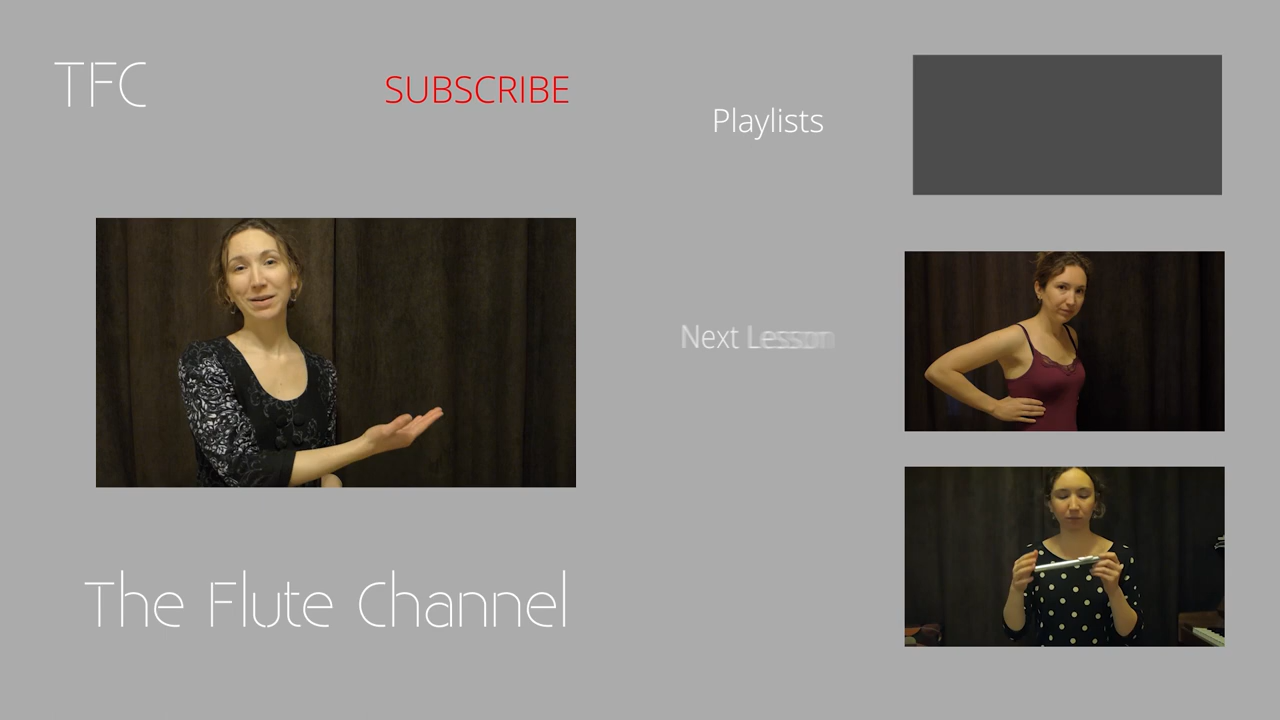 TFC
SUBSCRIBE
Playlists
Next Lesson
The Flute Channel